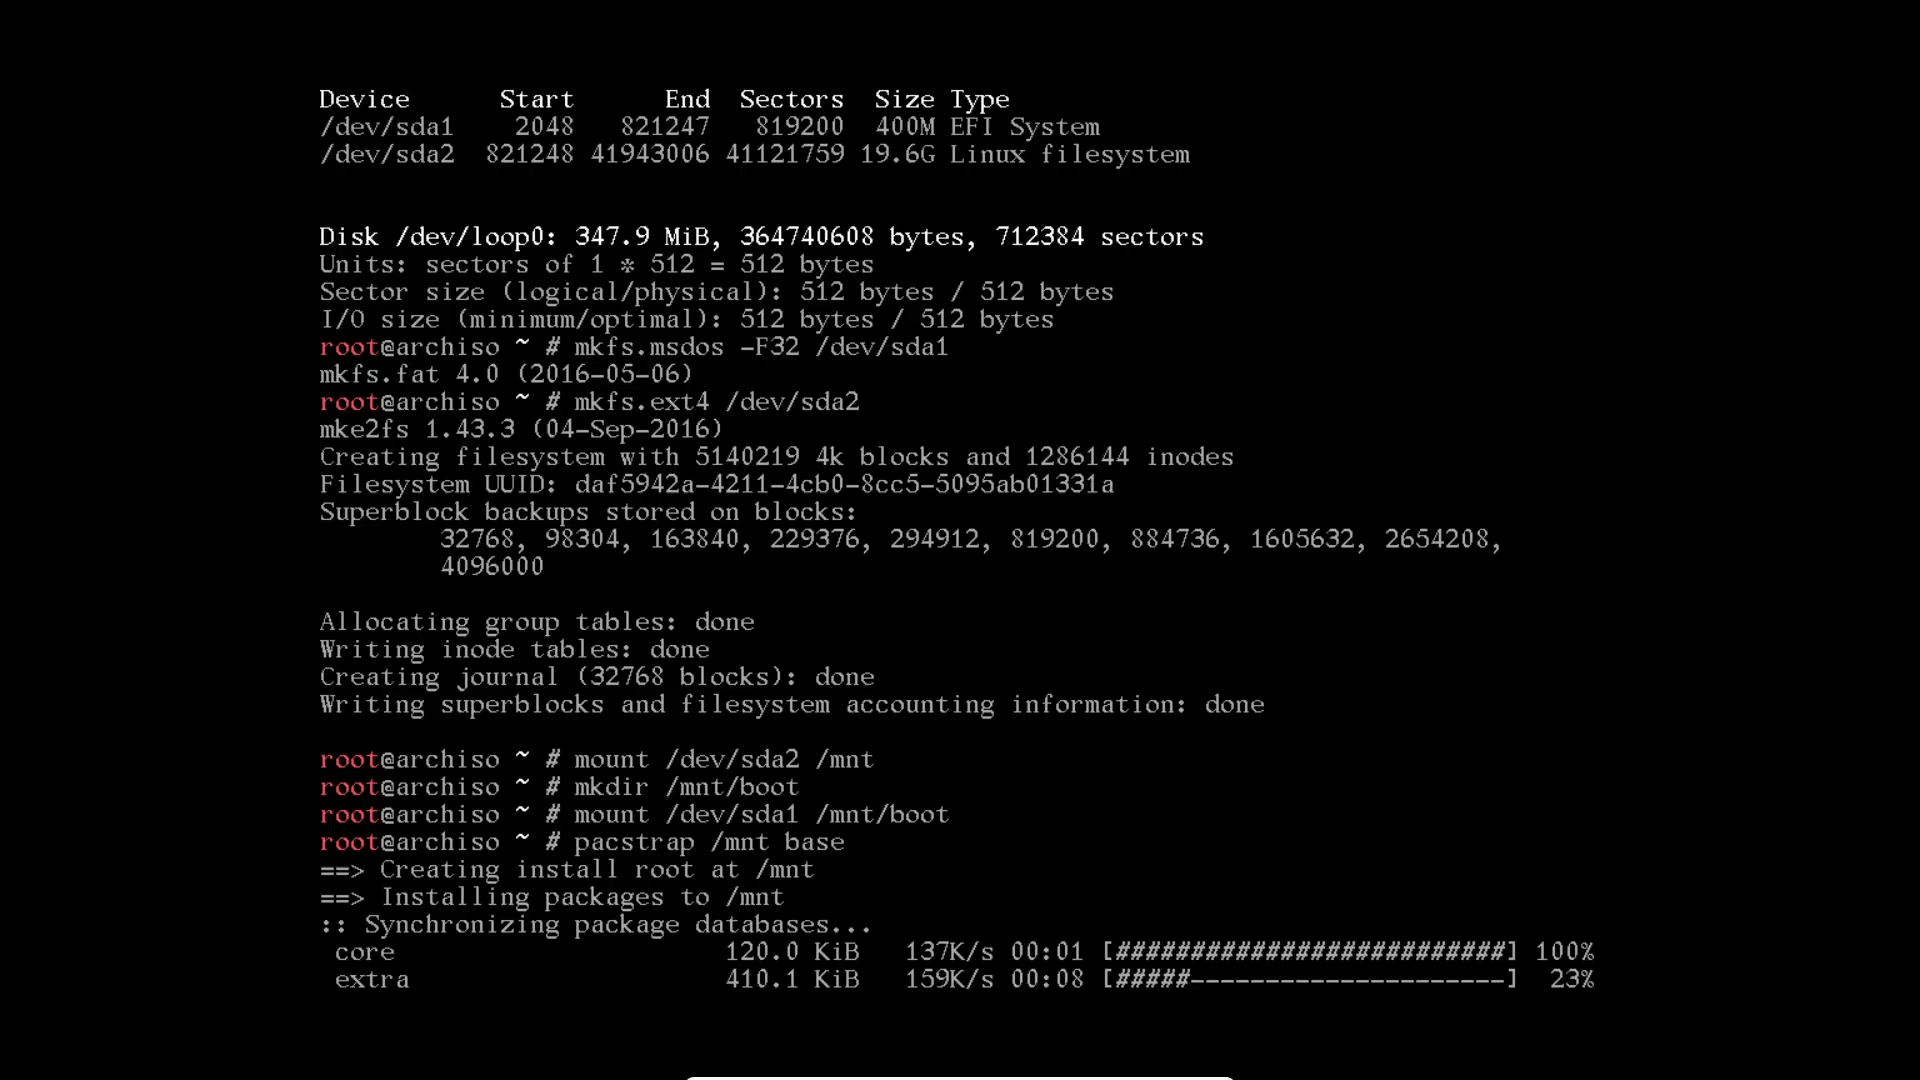 Device      Start      End  Sectors  Size Type
/dev/sda1    2048   821247   819200  400M EFI System
/dev/sda2  821248 41943006 41121759 19.6G Linux filesystem
Disk /dev/loop0: 347.9 MiB, 364740608 bytes, 712384 sectors
Units: sectors of 1 * 512 = 512 bytes
Sector size (logical/physical): 512 bytes / 512 bytes
I/O size (minimum/optimal): 512 bytes / 512 bytes
root@archiso ~ # mkfs.msdos -F32 /dev/sda1
mkfs.fat 4.0 (2016-05-06)
root@archiso ~ # mkfs.ext4 /dev/sda2
mke2fs 1.43.3 (04-Sep-2016)
Creating filesystem with 5140219 4k blocks and 1286144 inodes
Filesystem UUID: daf5942a-4211-4cb0-8cc5-5095ab01331a
Superblock backups stored on blocks:
        32768, 98304, 163840, 229376, 294912, 819200, 884736, 1605632, 2654208,
        4096000
Allocating group tables: done
Writing inode tables: done
Creating journal (32768 blocks): done
Writing superblocks and filesystem accounting information: done
root@archiso ~ # mount /dev/sda2 /mnt
root@archiso ~ # mkdir /mnt/boot
root@archiso ~ # mount /dev/sda1 /mnt/boot
root@archiso ~ # pacstrap /mnt base
==> Creating install root at /mnt
==> Installing packages to /mnt
:: Synchronizing package databases...
 core                      120.0 KiB   137K/s 00:01 [##########################] 100%
 extra                     410.1 KiB   159K/s 00:08 [#####---------------------]  23%